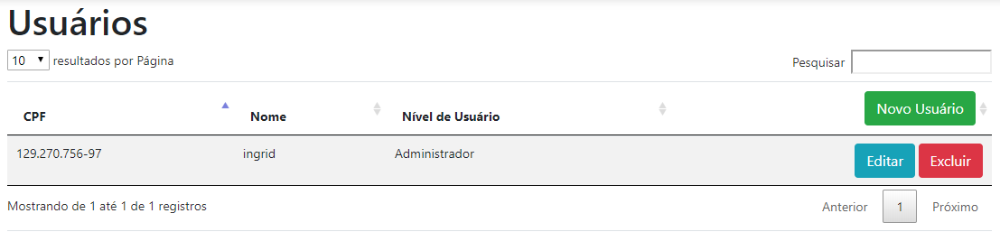 Usuários
10 resultados por Página
Pesquisar
CPF Nome Nível de Usuário Novo Usuário
129.270.756-97 ingrid Administrador Editar Excluir
Mostrando de 1 até 1 de 1 registros Anterior 1 Próximo